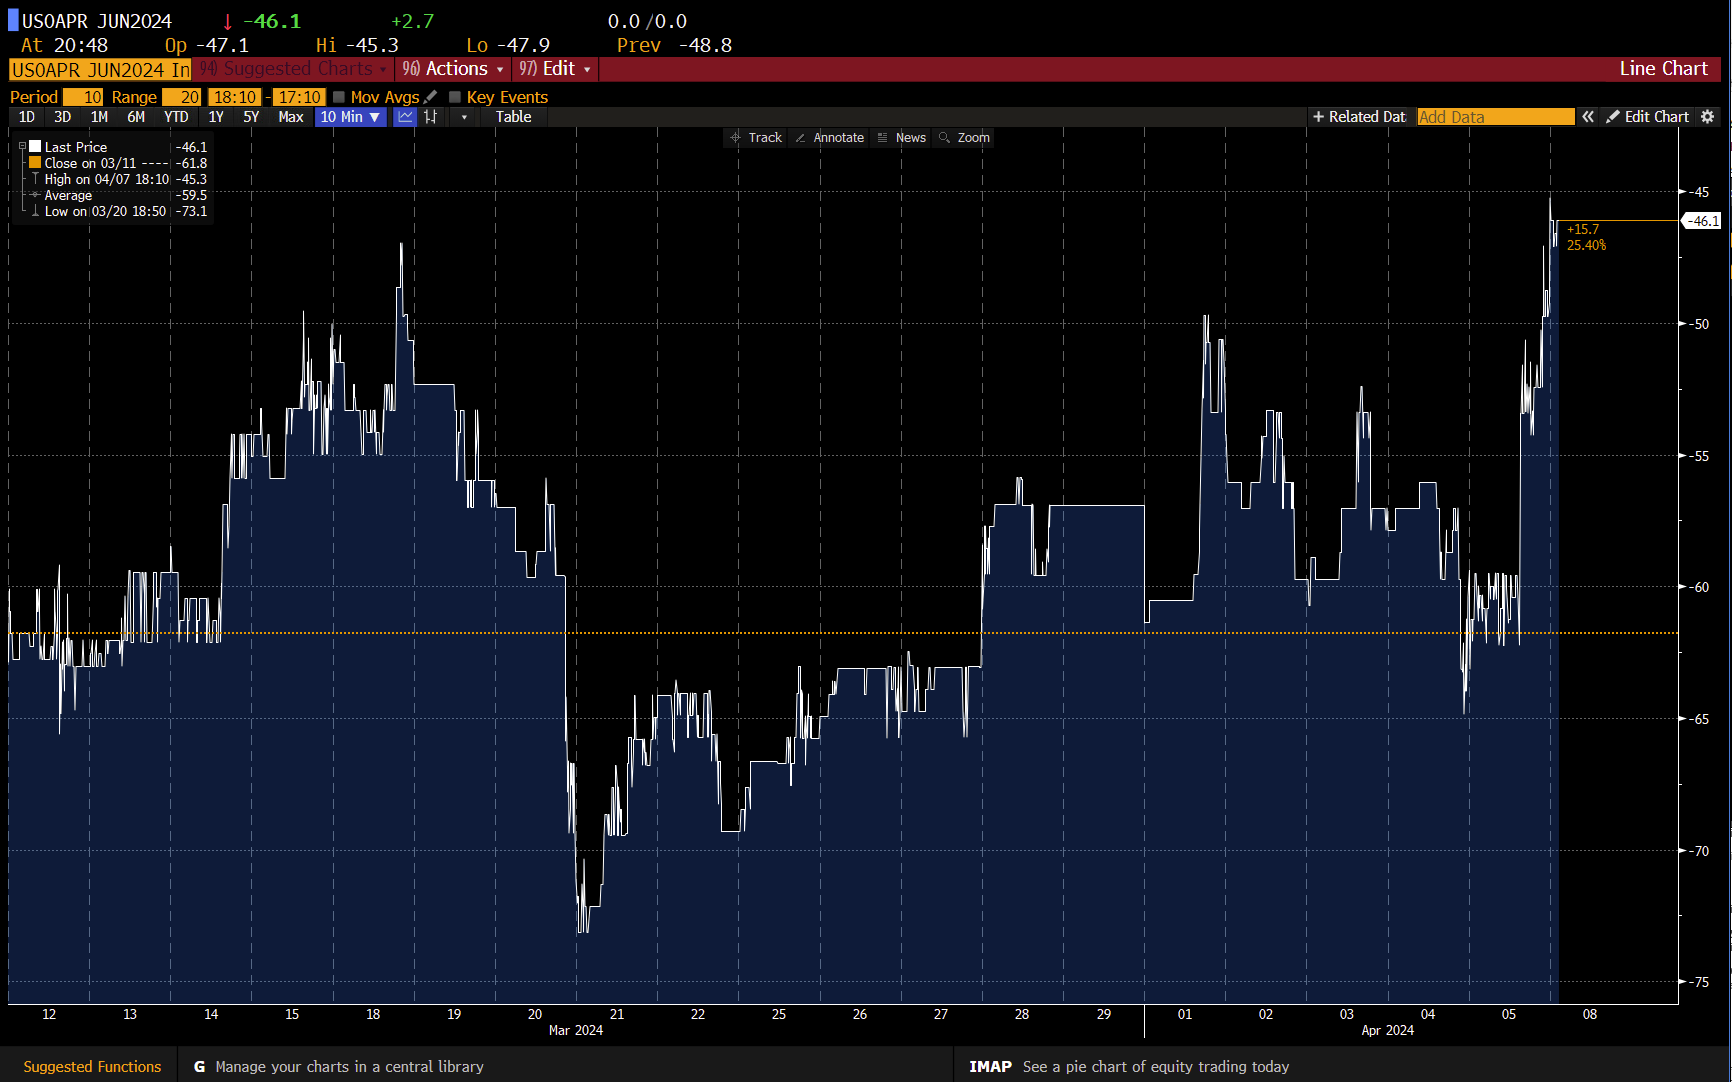 US0APR JUN2024 ↓ -46.1 +2.7 0.0 /0.0
At 20:48 Op -47.1 Hi -45.3 Lo -47.9 Prev -48.8
US0APR JUN2024 In 94) Suggested Charts 96) Actions 97) Edit Line Chart
Period 10 Range 20 18:10 - 17:10 Mov Avgs Key Events
1D 3D 1M 6M YTD 1Y 5Y Max 10 Min ▼ Table + Related Dat Add Data « Edit Chart
Track Annotate News Zoom
Last Price -46.1
Close on 03/11 ---- -61.8
High on 04/07 18:10 -45.3
Average -59.5
Low on 03/20 18:50 -73.1
-45
-46.1
+15.7
25.40%
-50
-55
-60
-65
-70
-75
12 13 14 15 18 19 20 21 22 25 26 27 28 29 01 02 03 04 05 08
Mar 2024 Apr 2024
Suggested Functions G Manage your charts in a central library IMAP See a pie chart of equity trading today